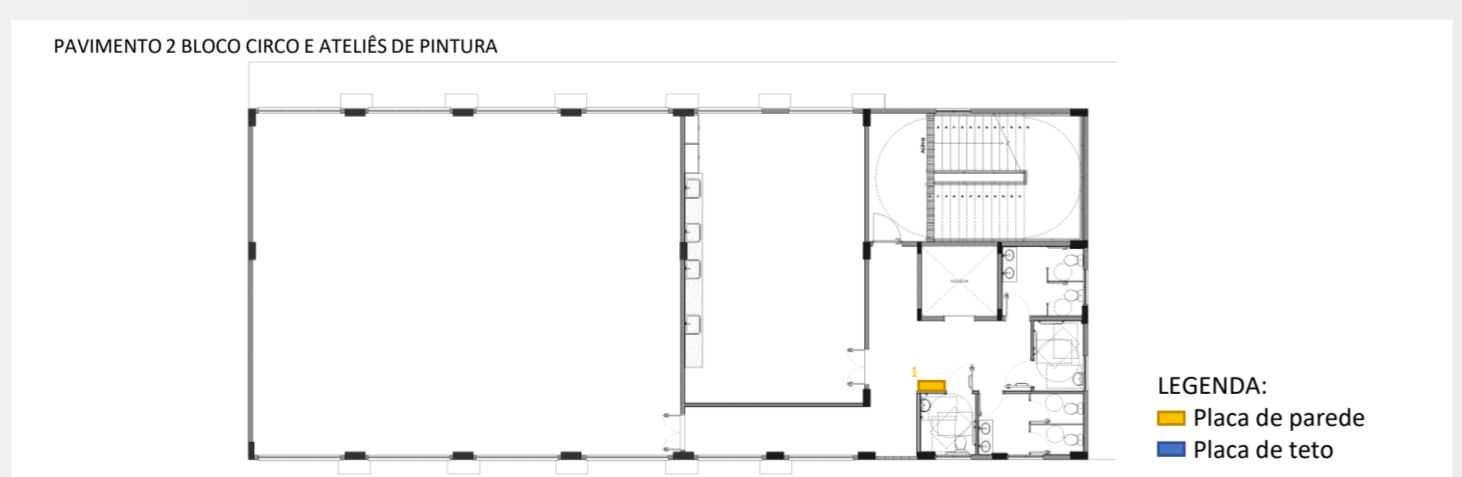 PAVIMENTO 2 BLOCO CIRCO E ATELIÊS DE PINTURA
1
LEGENDA:
Placa de parede
Placa de teto